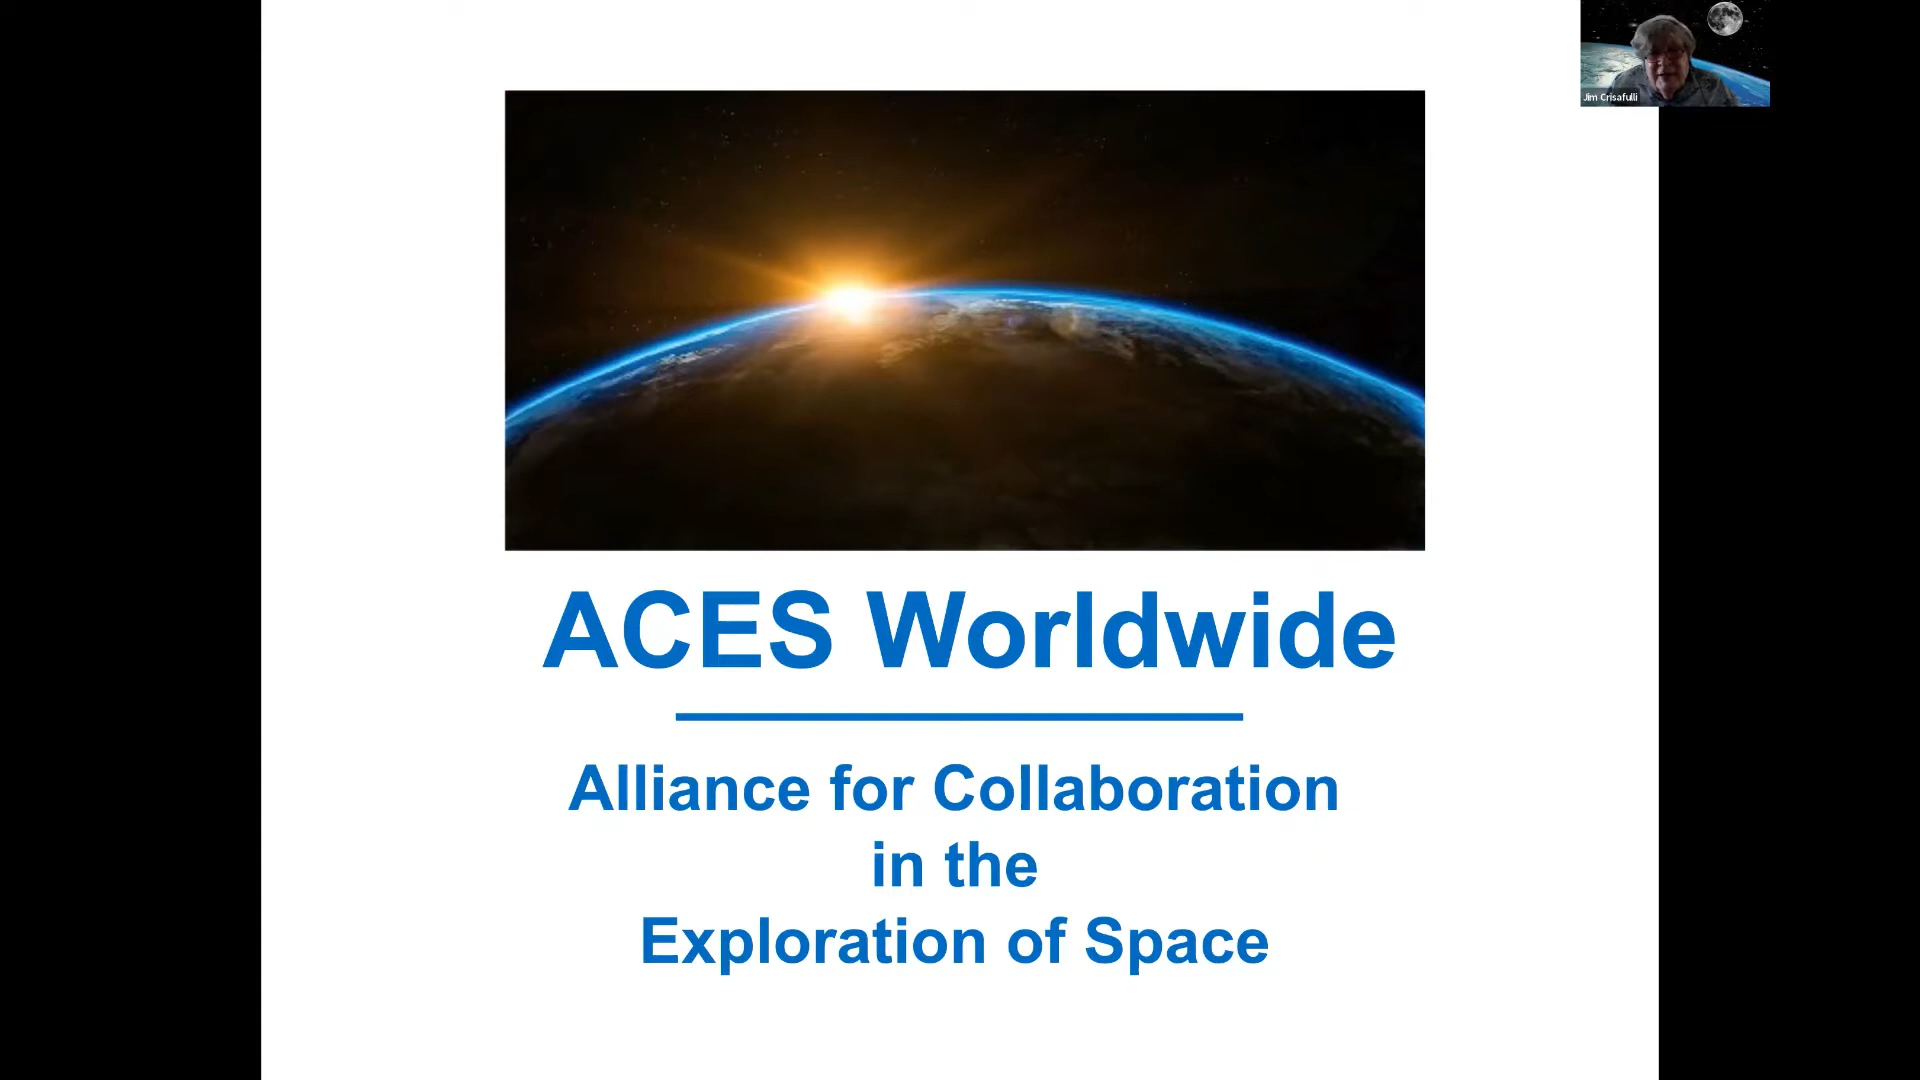 Jim Crisafulli
ACES Worldwide
Alliance for Collaboration
in the
Exploration of Space